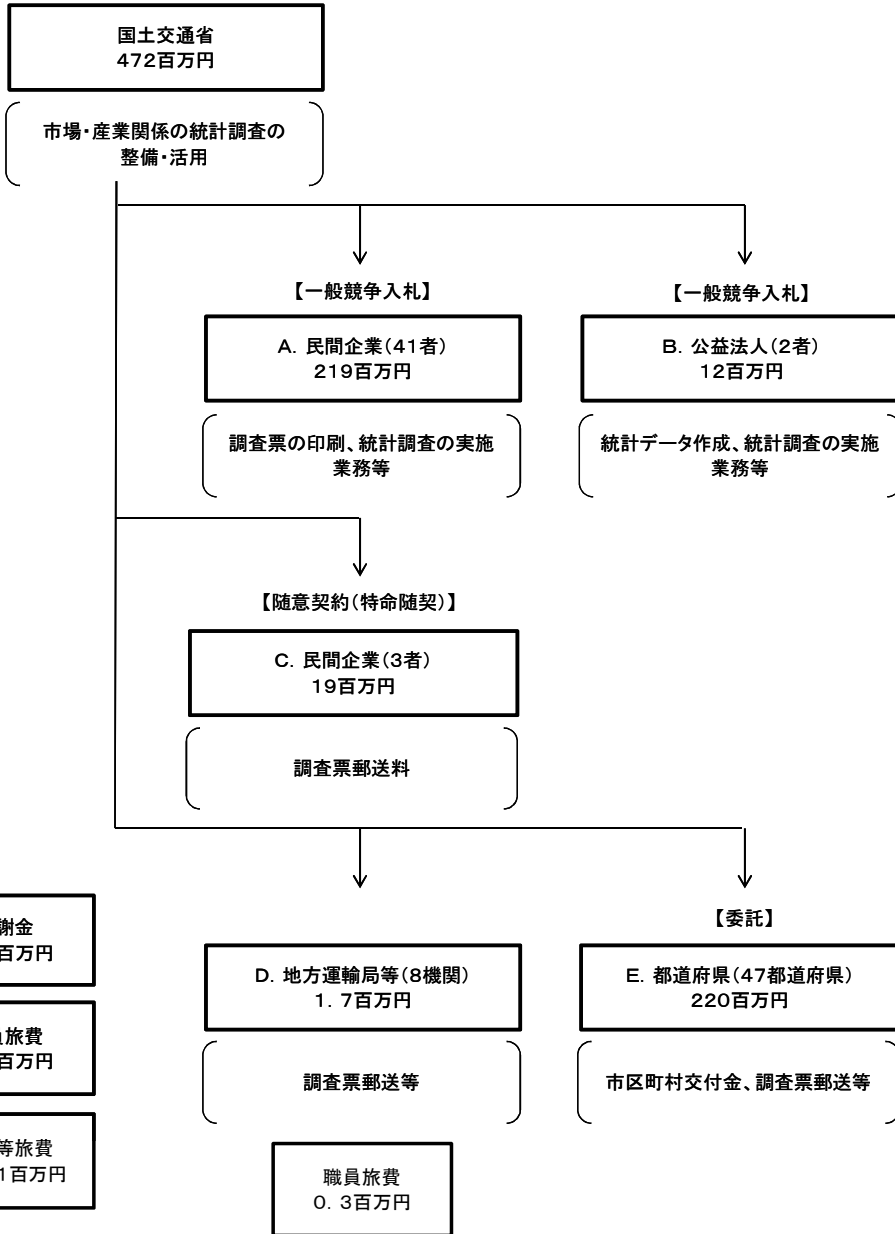 国土交通省
472百万円
市場・産業関係の統計調査の
整備・活用
【一般競争入札】
【一般競争入札】
A. 民間企業(41者)
219百万円
B. 公益法人(2者)
12百万円
調査票の印刷、統計調査の実施
業務等
統計データ作成、統計調査の実施
業務等
【随意契約(特命随契)】
C. 民間企業(3者)
19百万円
調査票郵送料
【委託】
謝金
百万円
D. 地方運輸局等(8機関)
1. 7百万円
E. 都道府県(47都道府県)
220百万円
旅費
百万円
調査票郵送等
市区町村交付金、調査票郵送等
等旅費
1百万円
職員旅費
0. 3百万円